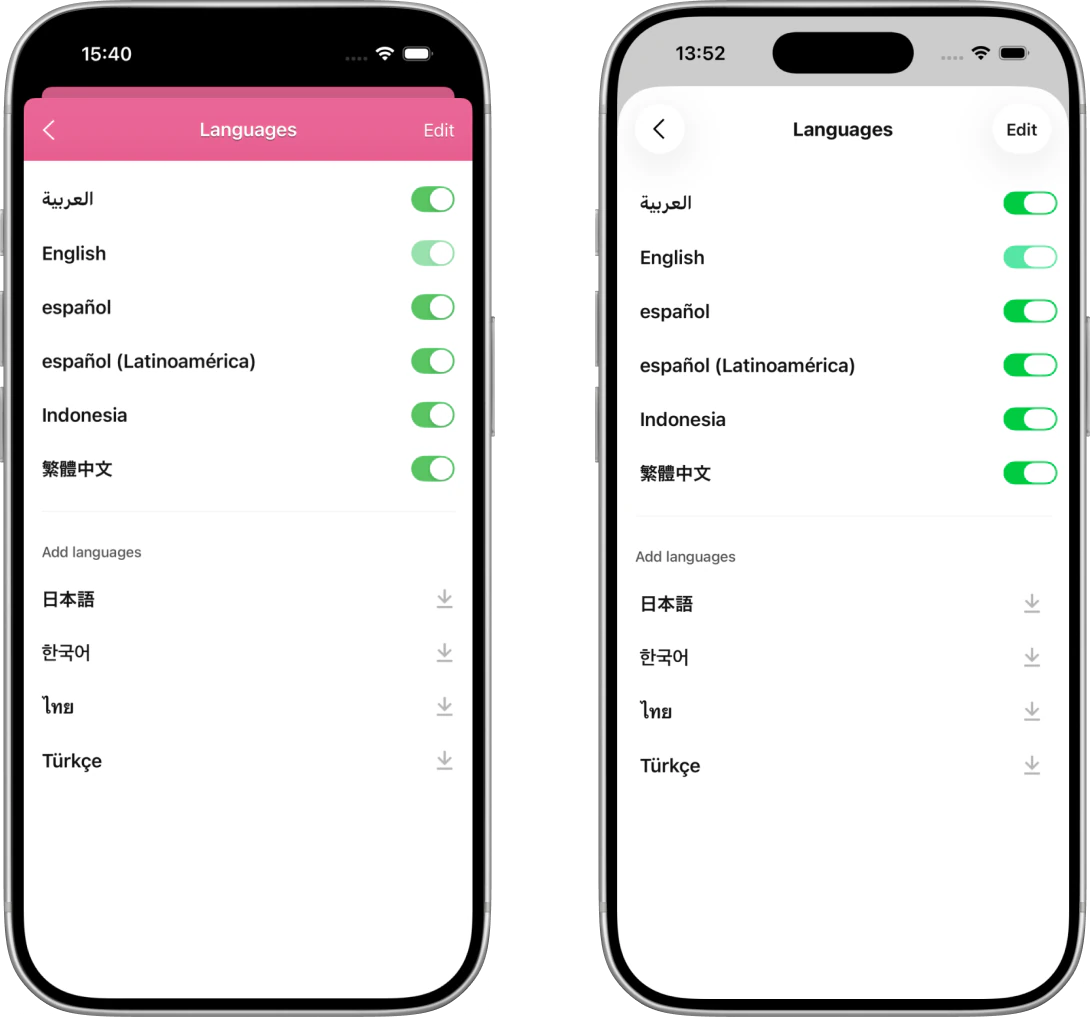 15:40
Languages
Edit
العربية
English
español
español (Latinoamérica)
Indonesia
繁體中文
Add languages
日本語
한국어
ไทย
Türkçe
13:52
Languages
Edit
العربية
English
español
español (Latinoamérica)
Indonesia
繁體中文
Add languages
日本語
한국어
ไทย
Türkçe